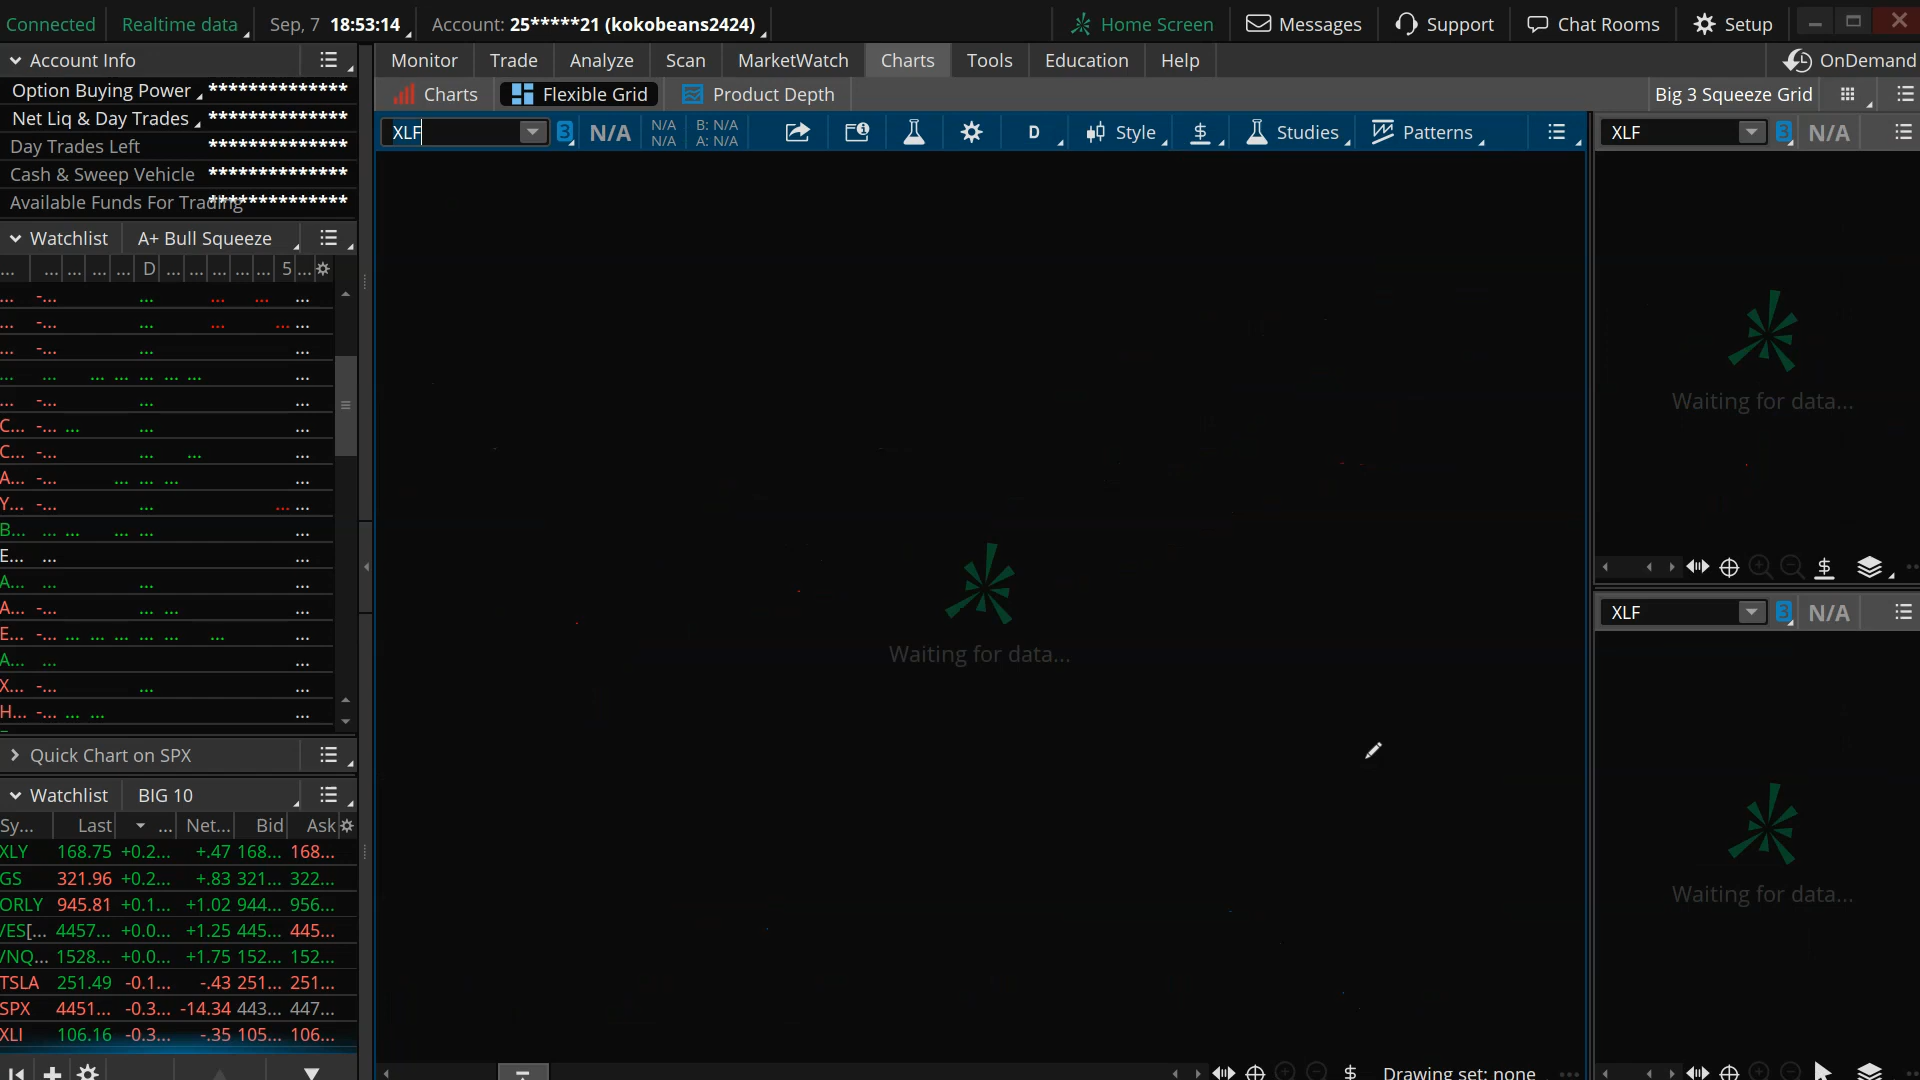 Connected Realtime data Sep, 7 18:53:14 Account: 25*****21 (kokobeans2424) Home Screen Messages Support Chat Rooms Setup
Account Info
Option Buying Power **************
Net Liq & Day Trades **************
Day Trades Left **************
Cash & Sweep Vehicle **************
Available Funds For Trading **************
Watchlist A+ Bull Squeeze
... ... ... ... ... D ... ... ... ... ... 5 ...
... -... ... ... ... ...
... -... ... ... ... ...
... -... ... ...
... ... ... ... ... ... ... ...
... -... ... ...
C... -... ... ... ...
C... -... ... ... ...
A... -... ... ... ... ...
Y... -... ... ... ...
B... ... ... ... ... ...
E... ... ...
A... ... ... ...
A... -... ... ... ...
E... -... ... ... ... ... ... ... ...
A... ... ...
X... -... ... ...
H... -... ... ... ...
Quick Chart on SPX
Watchlist BIG 10
Sy... Last ... Net... Bid Ask
XLY 168.75 +0.2... +.47 168... 168...
GS 321.96 +0.2... +.83 321... 322...
ORLY 945.81 +0.1... +1.02 944... 956...
/ES[... 4457... +0.0... +1.25 445... 445...
/NQ... 1528... +0.0... +1.75 152... 152...
TSLA 251.49 -0.1... -.43 251... 251...
SPX 4451... -0.3... -14.34 443... 447...
XLI 106.16 -0.3... -.35 105... 106...
Monitor Trade Analyze Scan MarketWatch Charts Tools Education Help OnDemand
Charts Flexible Grid Product Depth Big 3 Squeeze Grid
XLF 3 N/A N/A B: N/A D Style $ Studies Patterns
N/A A: N/A
Waiting for data...
$ Drawing set: none
XLF 3 N/A
Waiting for data...
$
XLF 3 N/A
Waiting for data...